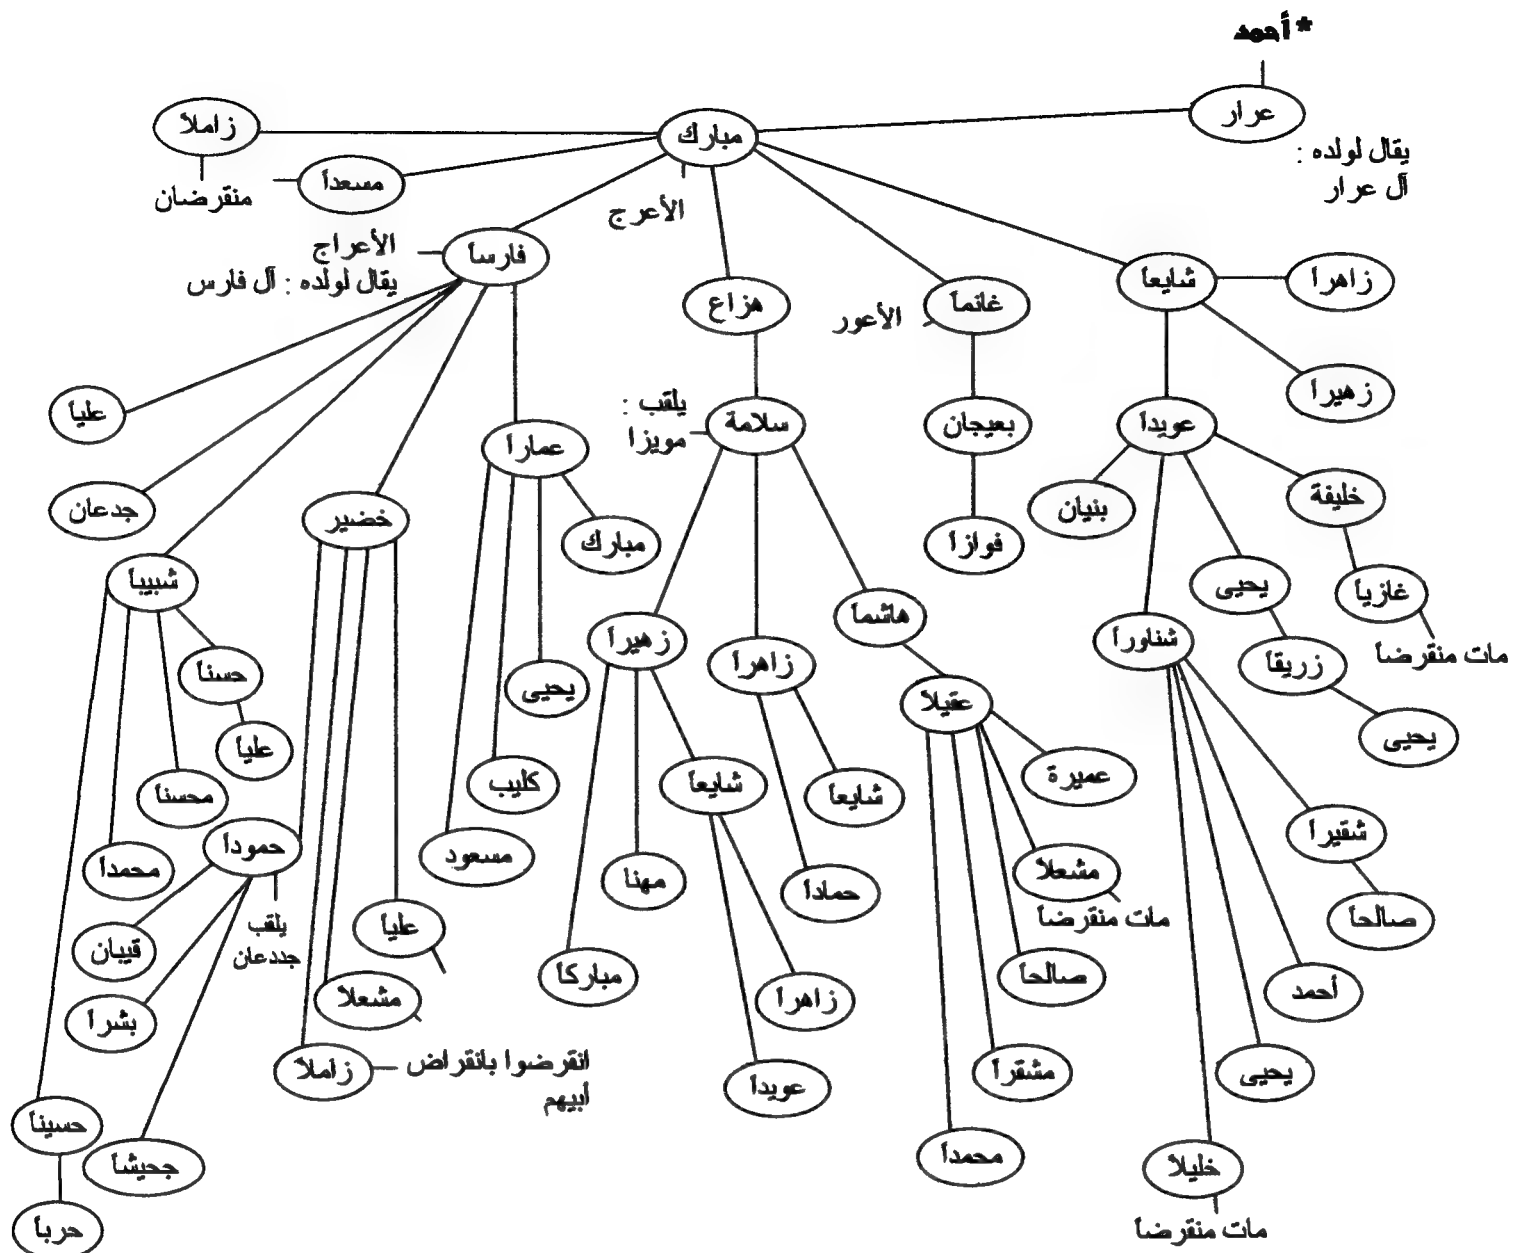 *أحمد
عرار
يقال لولده :
آل عرار
مبارك
الأعرج
زاملاً
مسعداً
منقرضان
فارساً
الأعراج
يقال لولده : آل فارس
هزاع
غانماً
الأعور
شايعاً
زاهراً
زهيراً
علياً
جدعان
شبيباً
خضير
عماراً
مبارك
يلقب :
مويزا
سلامة
بعيجان
فوازاً
عويداً
بنيان
خليفة
غازياً
مات منقرضاً
يحيى
زريقاً
يحيى
شناوراً
هاشماً
زاهراً
زهيراً
يحيى
حسناً
علياً
محسناً
محمداً
كليب
مسعود
عقيلاً
عميرة
مشعلاً
مات منقرضاً
صالحاً
مشقراً
محمداً
شايعاً
حماداً
شايعاً
مهنا
مباركاً
زاهراً
عويداً
شقيراً
صالحاً
أحمد
يحيى
خليلاً
مات منقرضاً
حموداً
يلقب
جددعان
قيبان
بشراً
جحيشاً
علياً
مشعلاً
زاملاً
انقرضوا بانقراض
أبيهم
حسيناً
حرباً